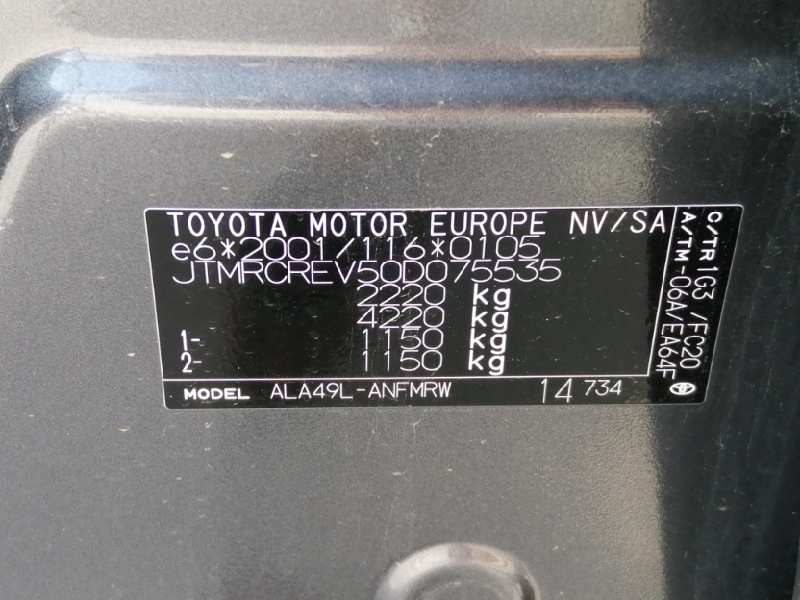 TOYOTA MOTOR EUROPE NV/SA
e6*2001/116*0105
JTMRCREV50D075535
2220 kg
4220 kg
1- 1150 kg
2- 1150 kg
MODEL ALA49L-ANFMRW 14 734
C/TR 1G3 /FC20
A/TM -06A/EA64F